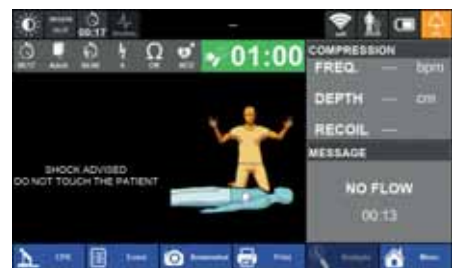 00:17
01:00
COMPRESSION
FREQ. --- bpm
DEPTH --- cm
RECOIL ---
MESSAGE
SHOCK ADVISED
DO NOT TOUCH THE PATIENT
NO FLOW
00:13
CPR
Event
Screenshot
Print
Analysis
Menu